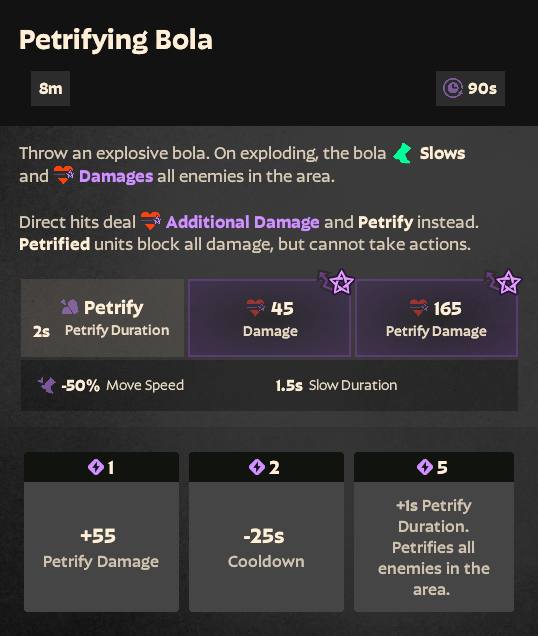 Petrifying Bola
8m
90s
Throw an explosive bola. On exploding, the bola Slows
and Damages all enemies in the area.
Direct hits deal Additional Damage and Petrify instead.
Petrified units block all damage, but cannot take actions.
Petrify
2s Petrify Duration
45
Damage
165
Petrify Damage
-50% Move Speed
1.5s Slow Duration
1
+55
Petrify Damage
2
-25s
Cooldown
5
+1s Petrify
Duration.
Petrifies all
enemies in the
area.